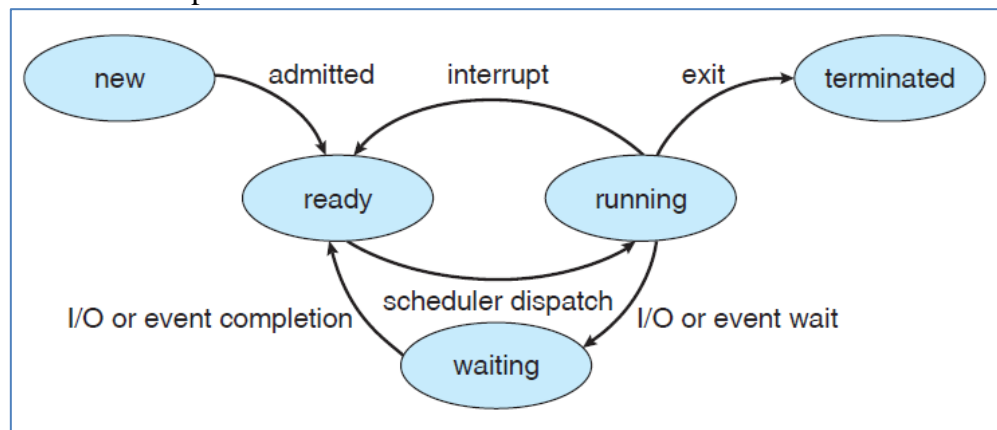 new
admitted
interrupt
exit
terminated
ready
running
scheduler dispatch
I/O or event completion
I/O or event wait
waiting